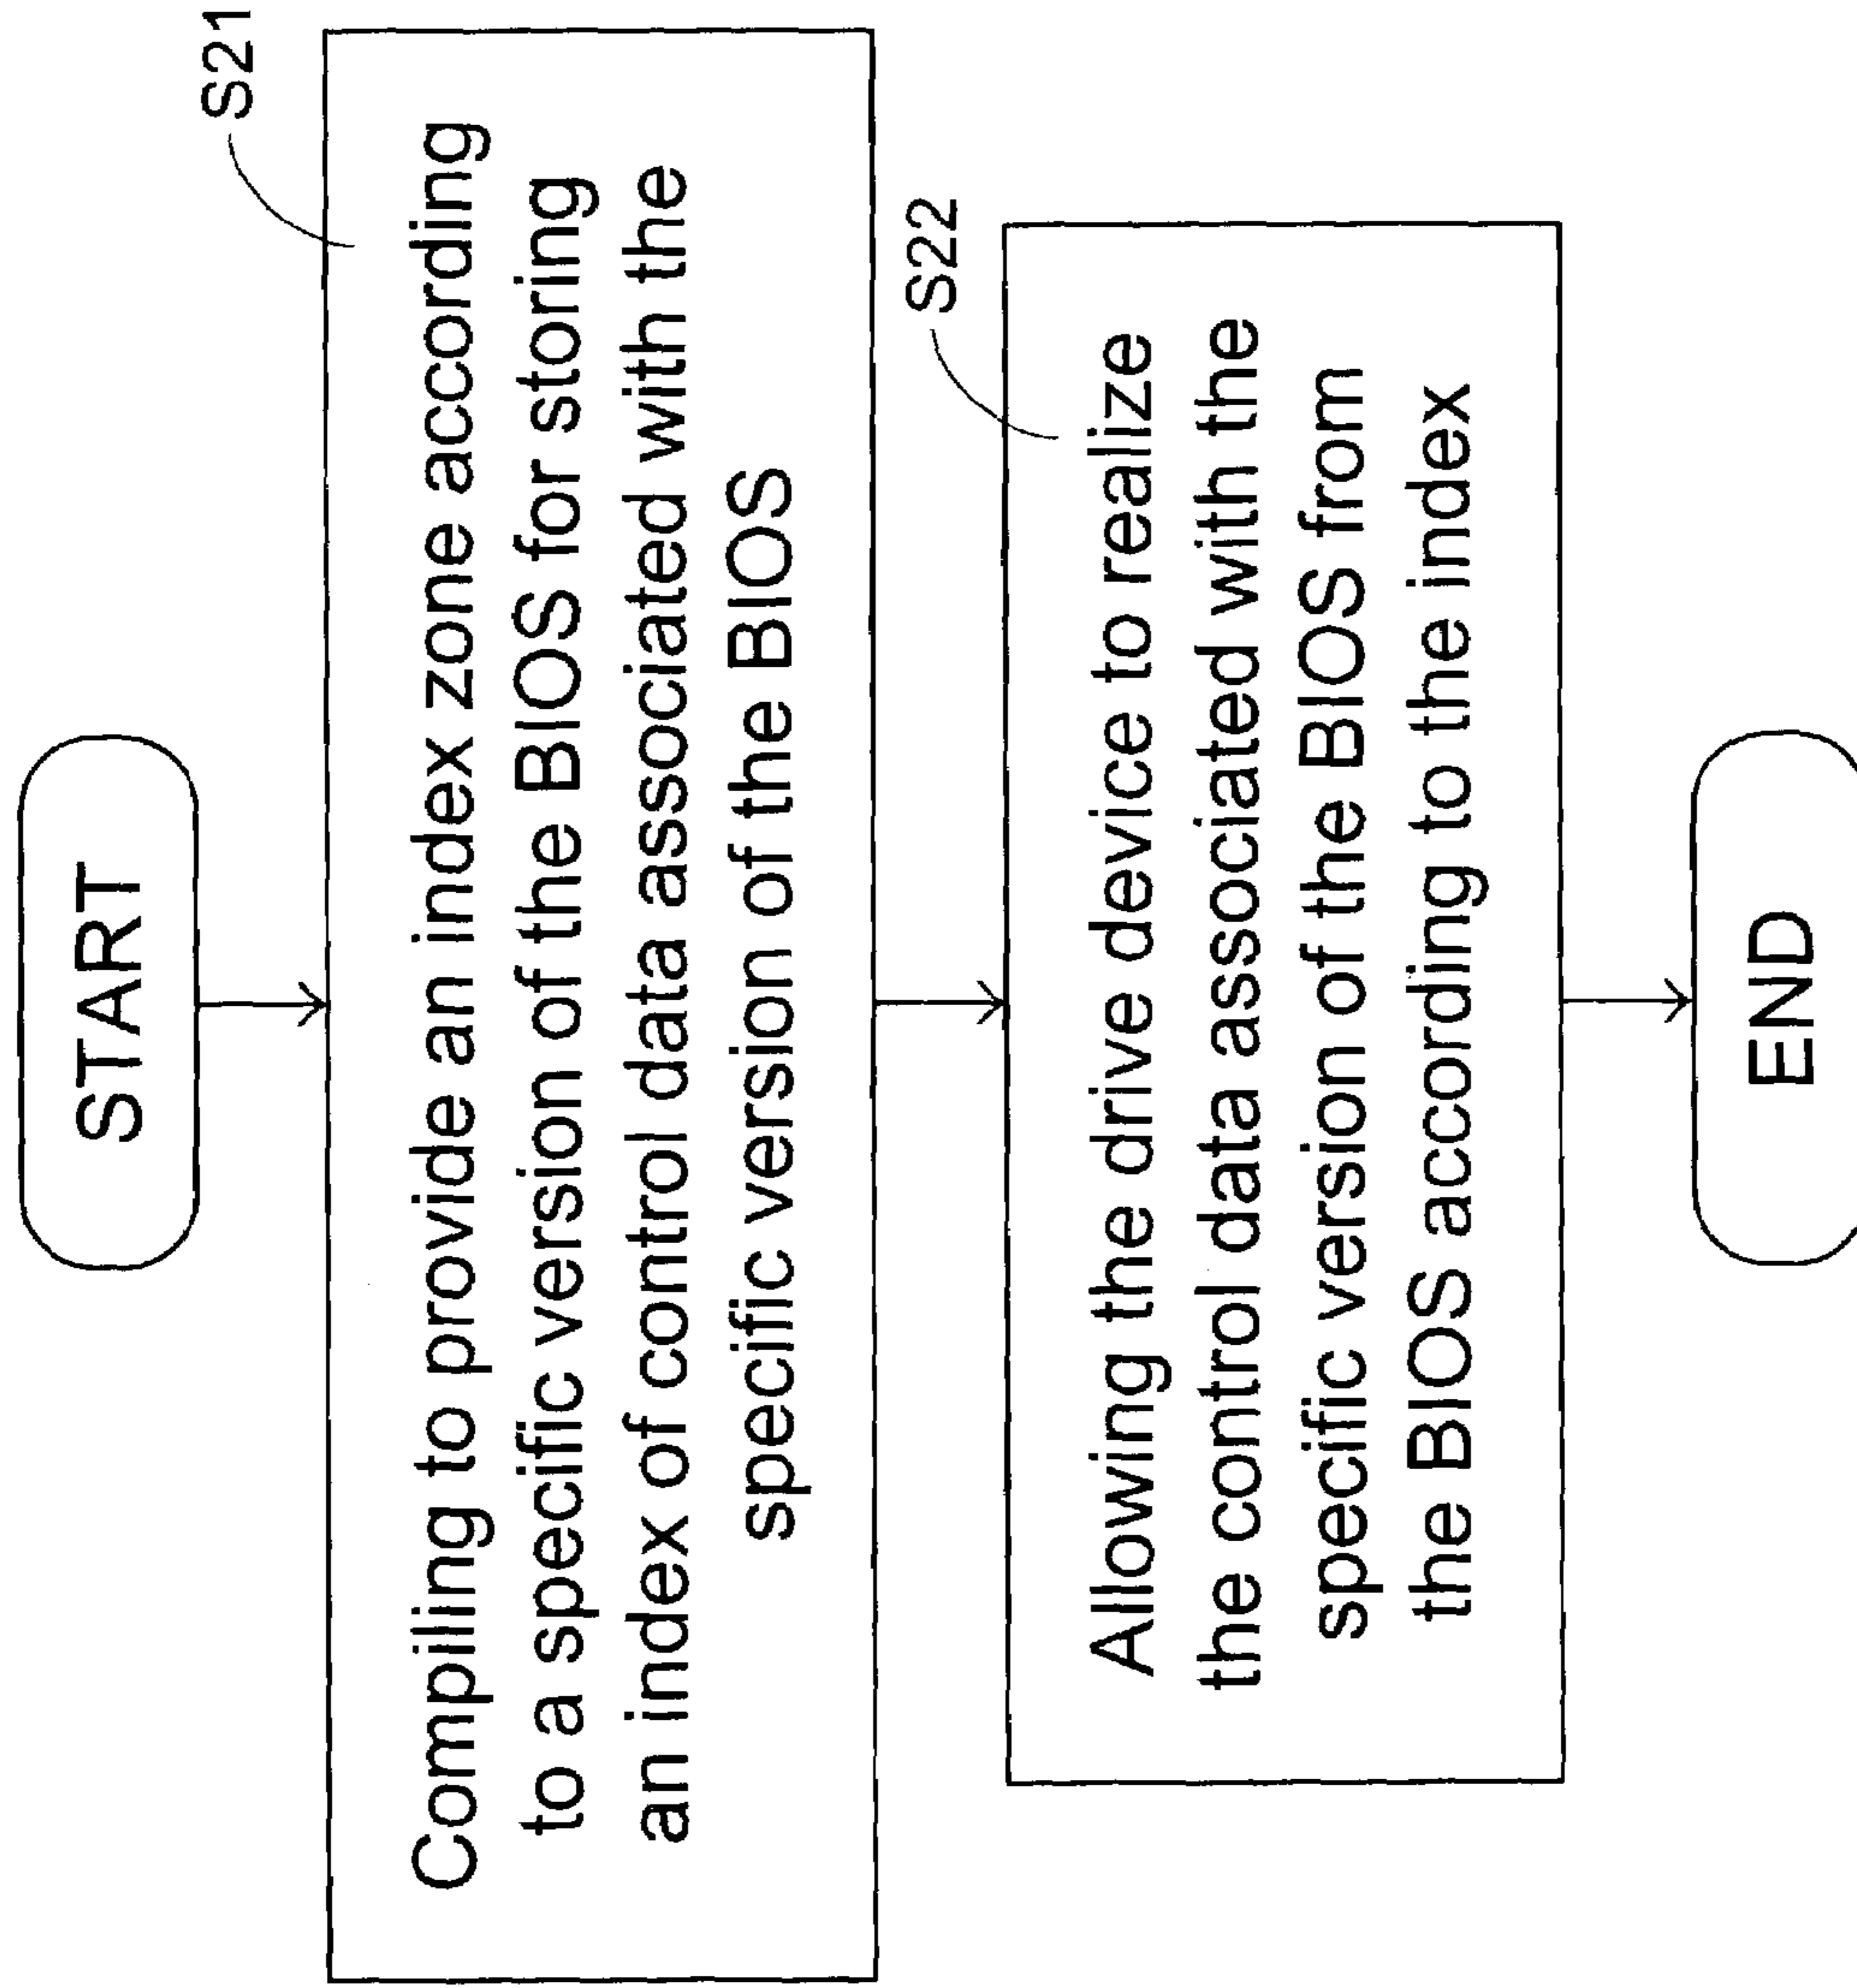 START
S21
Compiling to provide an index zone according
to a specific version of the BIOS for storing
an index of control data associated with the
specific version of the BIOS
S22
Allowing the drive device to realize
the control data associated with the
specific version of the BIOS from
the BIOS according to the index
END